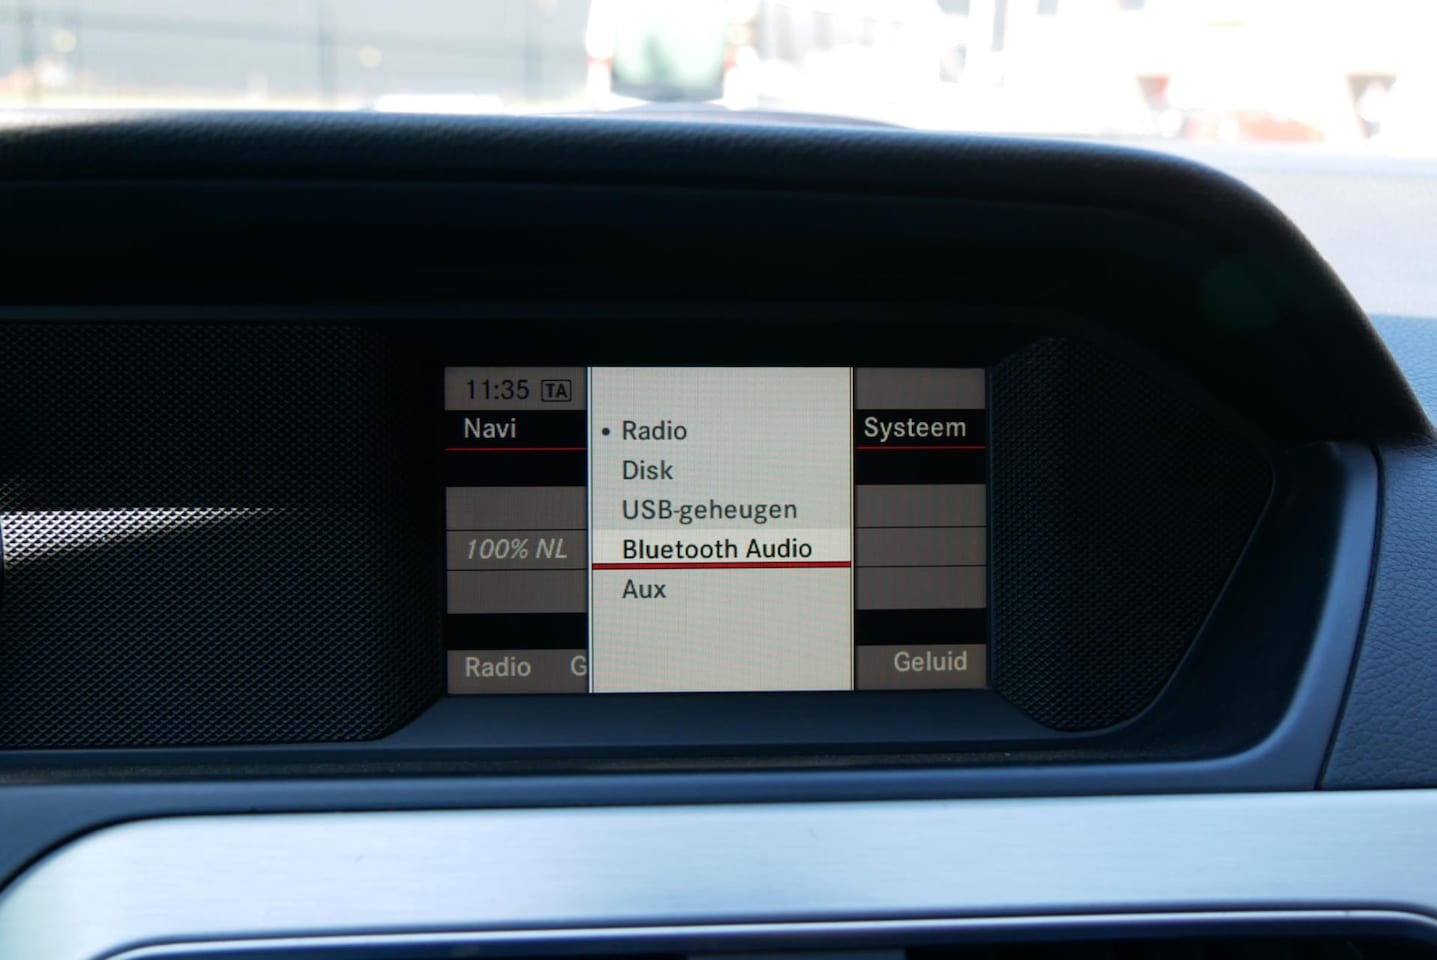 11:35 TA
Navi
Systeem
• Radio
Disk
USB-geheugen
Bluetooth Audio
Aux
100% NL
Radio G
Geluid